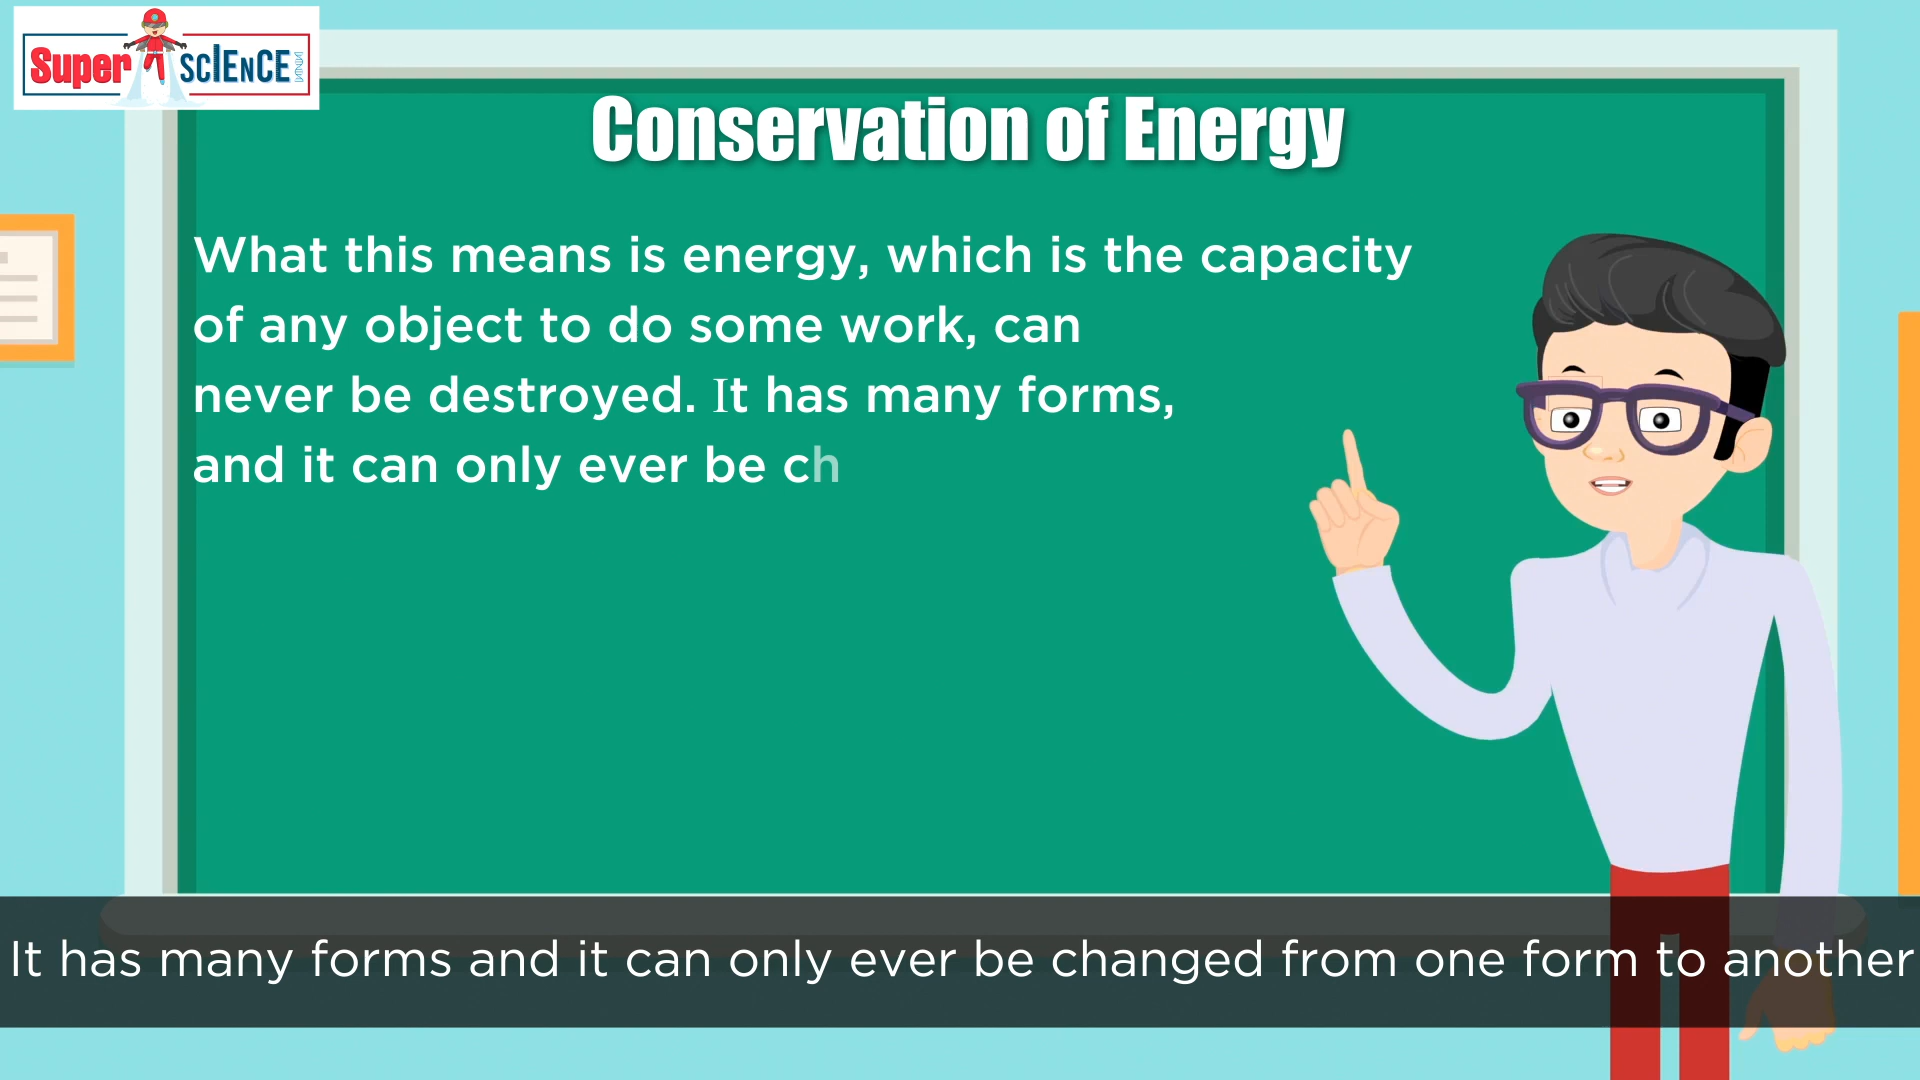 Super SCIENCE
Conservation of Energy
What this means is energy, which is the capacity
of any object to do some work, can
never be destroyed. It has many forms,
and it can only ever be ch
It has many forms and it can only ever be changed from one form to another